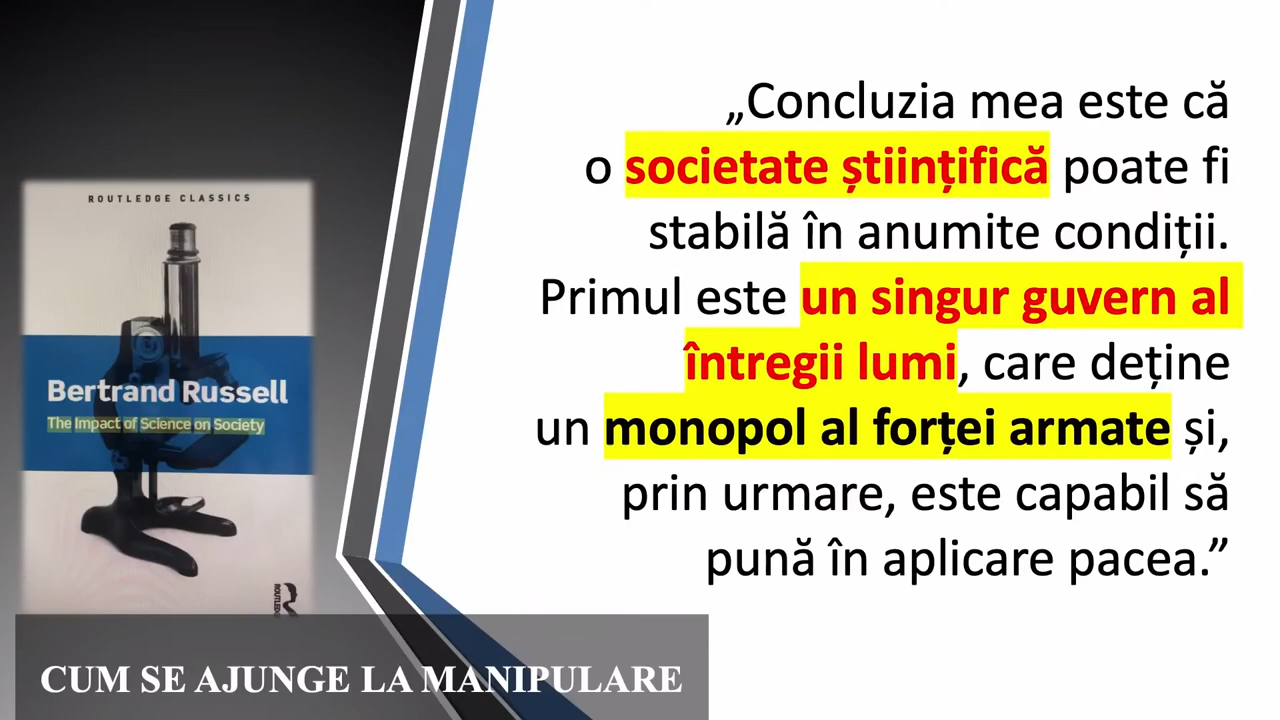 ROUTLEDGE CLASSICS
Bertrand Russell
The Impact of Science on Society
ROUTLEDGE
„Concluzia mea este că
o societate științifică poate fi
stabilă în anumite condiții.
Primul este un singur guvern al
întregii lumi, care deține
un monopol al forței armate și,
prin urmare, este capabil să
pună în aplicare pacea.”
CUM SE AJUNGE LA MANIPULARE